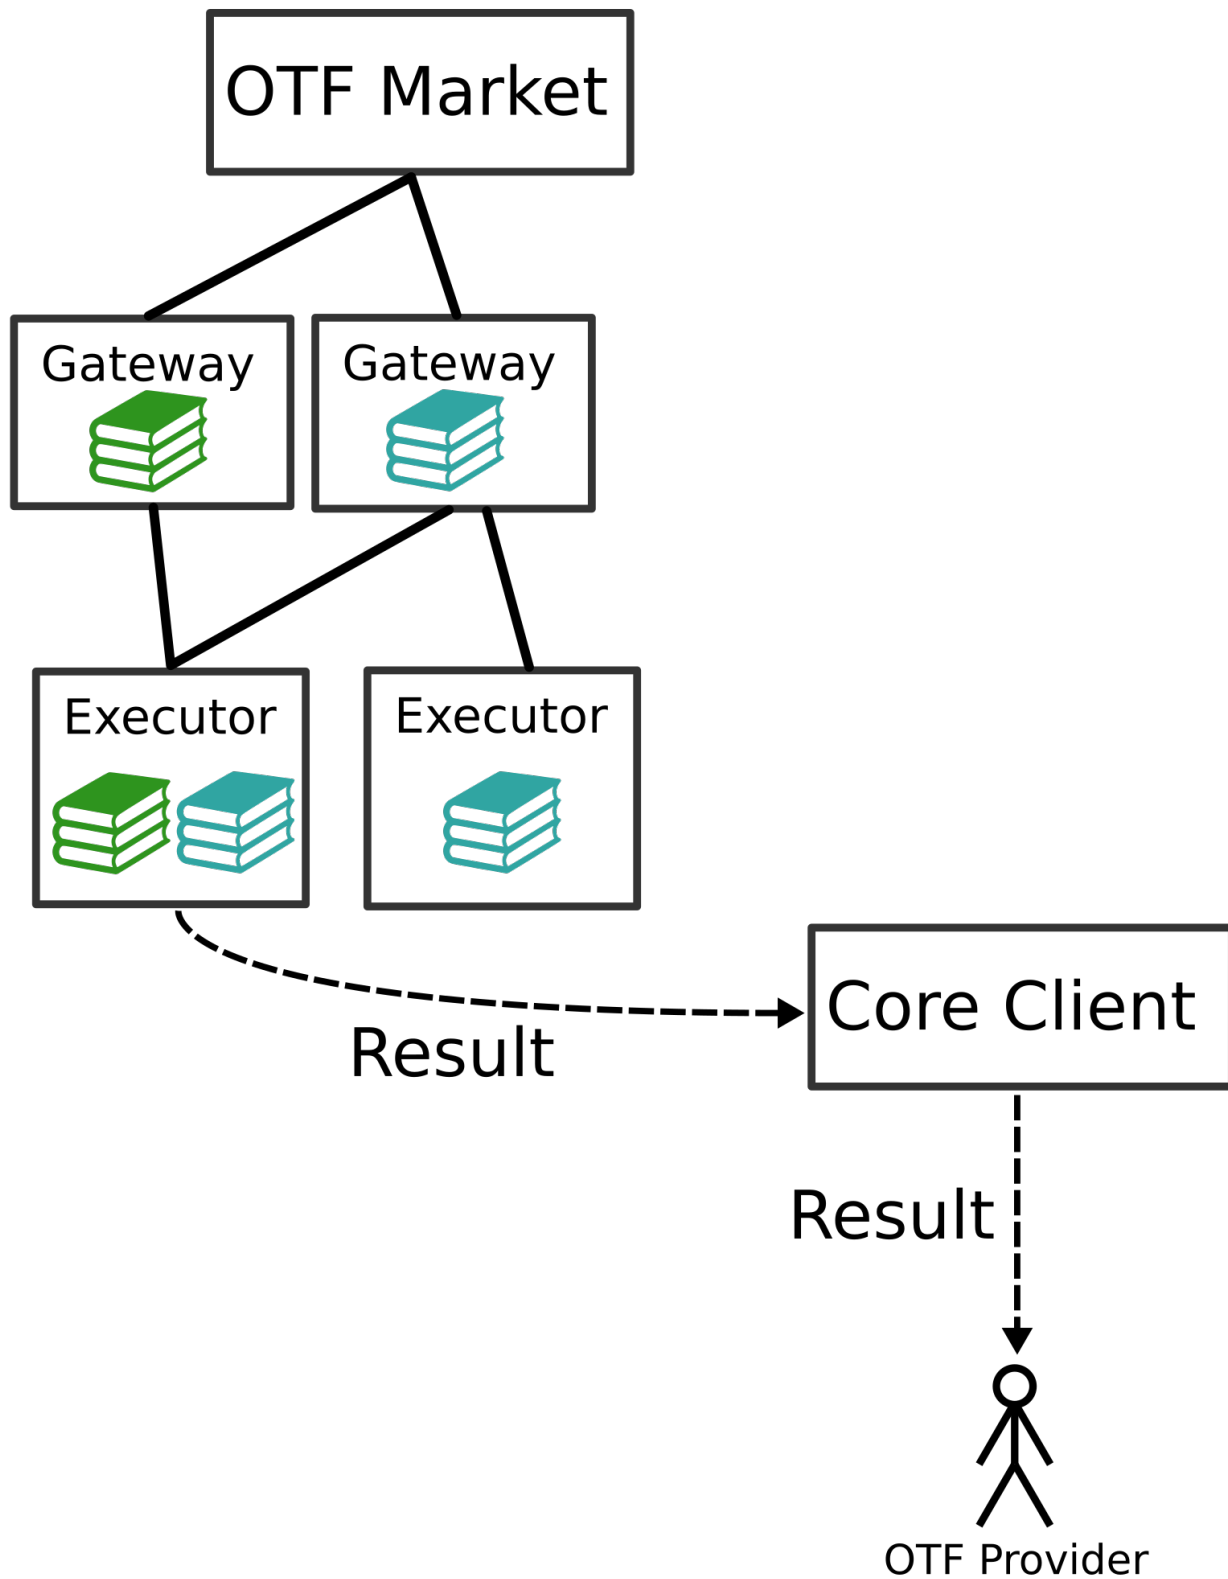 OTF Market
Gateway
Gateway
Executor
Executor
Core Client
Result
Result
OTF Provider